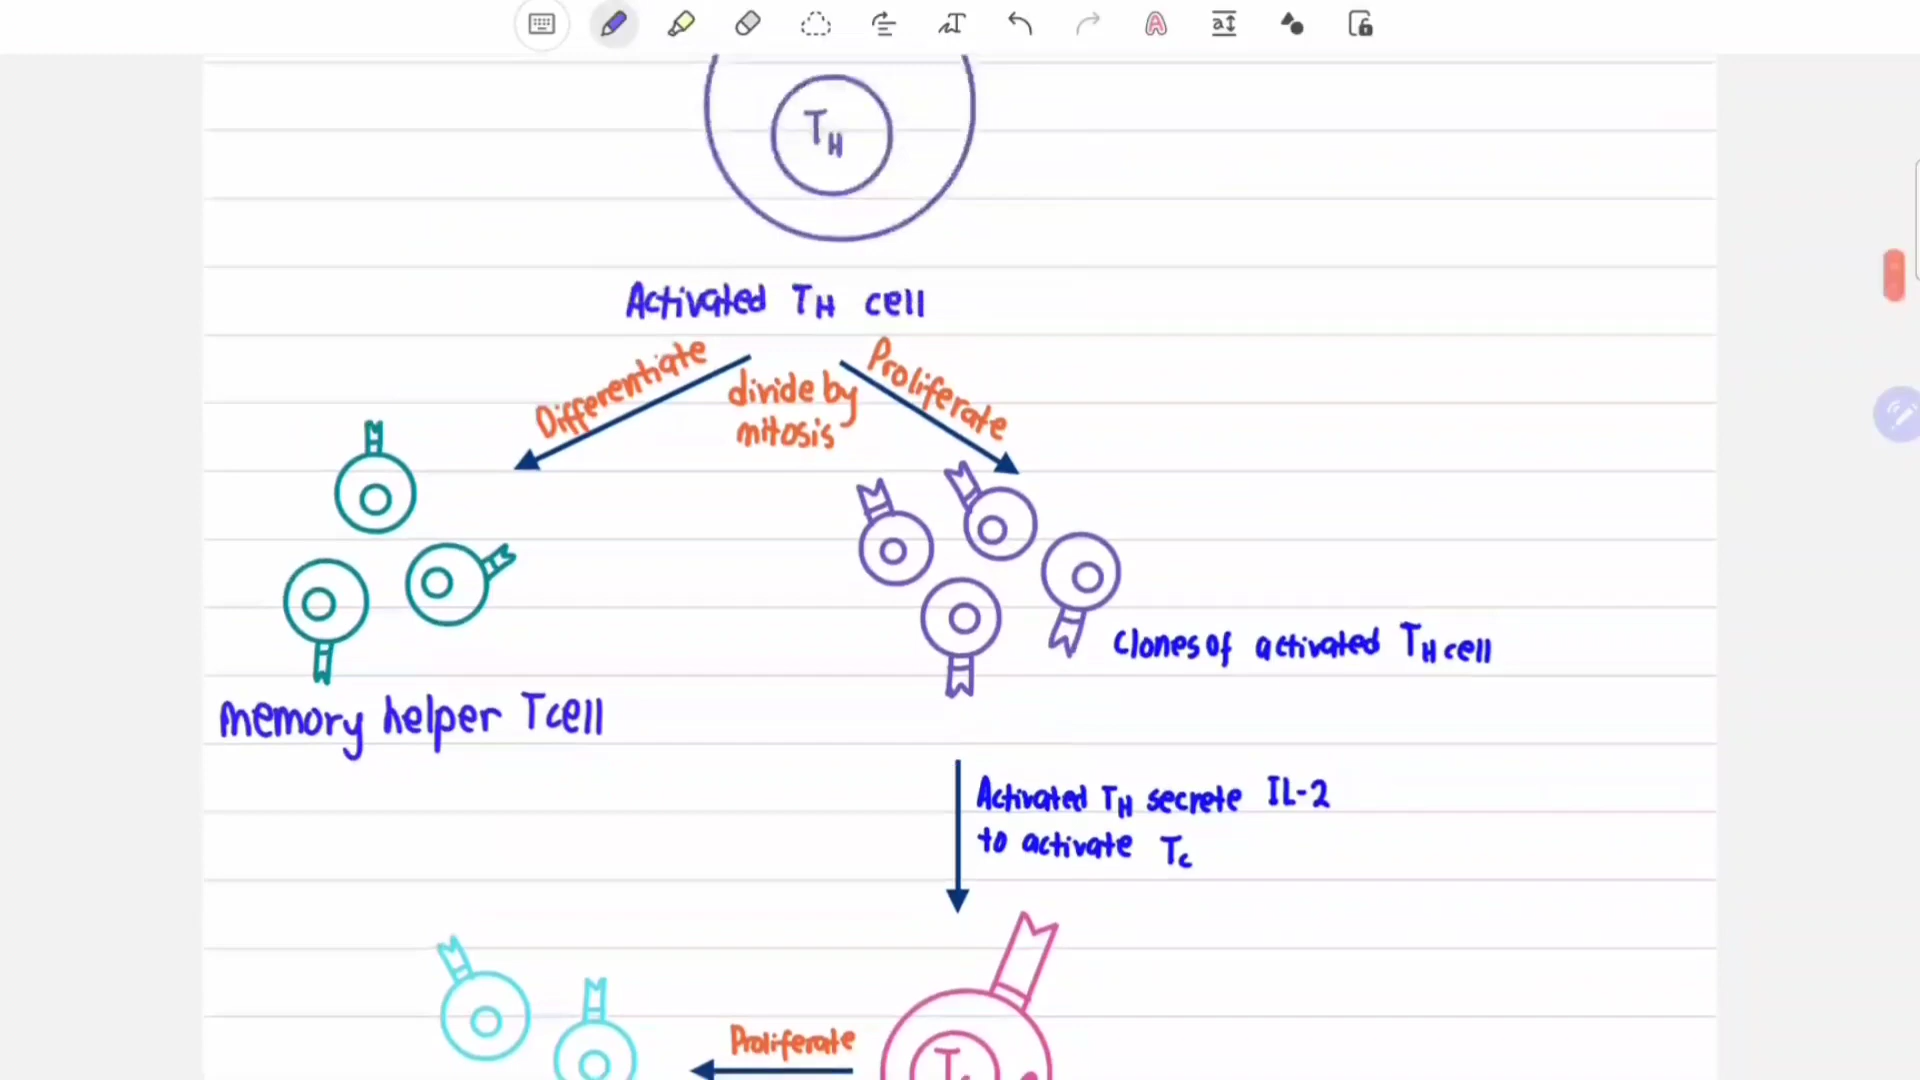 TH
Activated TH cell
Differentiate
divide by
mitosis
Proliferate
clones of activated TH cell
memory helper Tcell
Activated TH secrete IL-2
to activate Tc
Proliferate